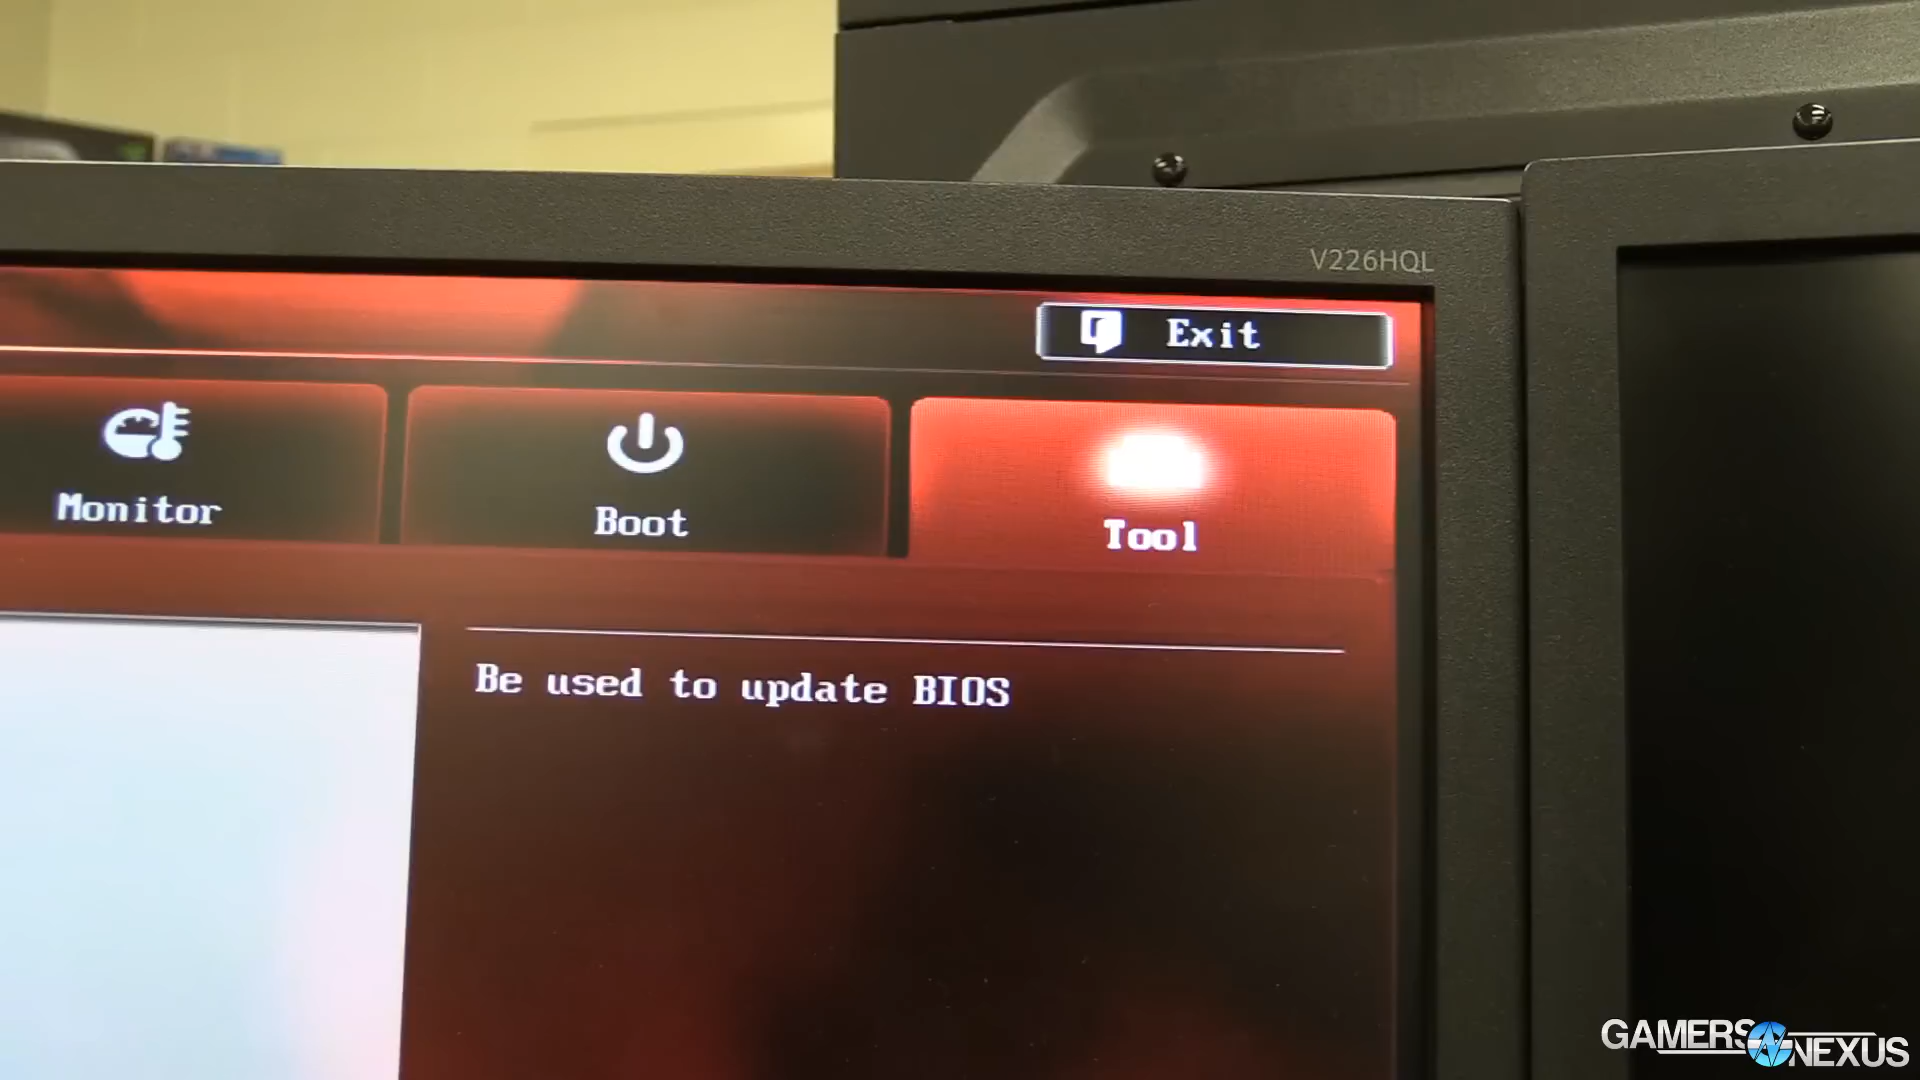 V226HQL
Exit
Monitor
Boot
Tool
Be used to update BIOS
GAMERS
NEXUS